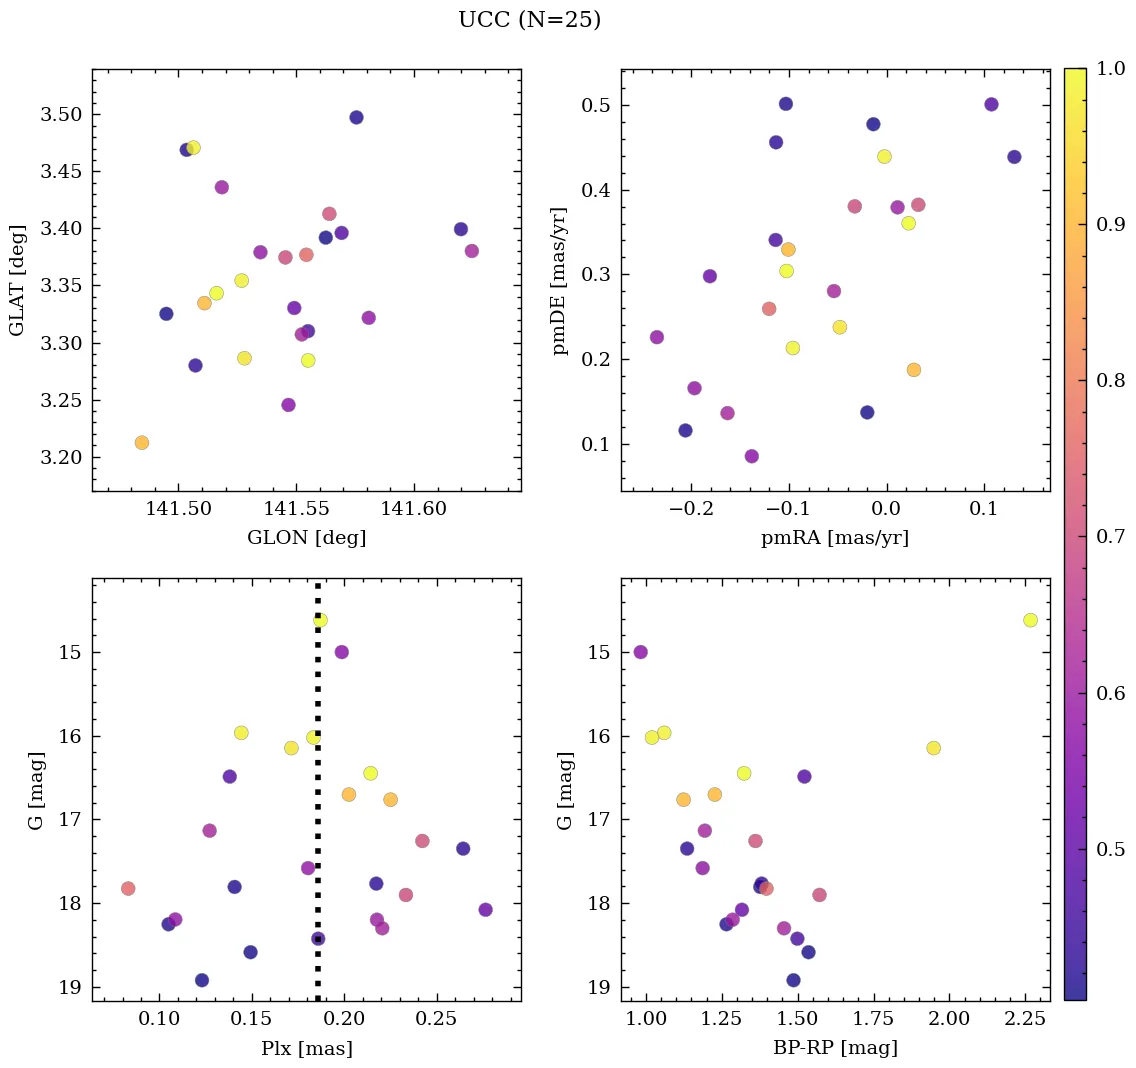 UCC (N=25)
3.50
3.45
3.40
3.35
3.30
3.25
3.20
GLAT [deg]
141.50 141.55 141.60
GLON [deg]
0.5
0.4
0.3
0.2
0.1
pmDE [mas/yr]
−0.2 −0.1 0.0 0.1
pmRA [mas/yr]
15
16
17
18
19
G [mag]
0.10 0.15 0.20 0.25
Plx [mas]
15
16
17
18
19
G [mag]
1.00 1.25 1.50 1.75 2.00 2.25
BP-RP [mag]
1.0
0.9
0.8
0.7
0.6
0.5